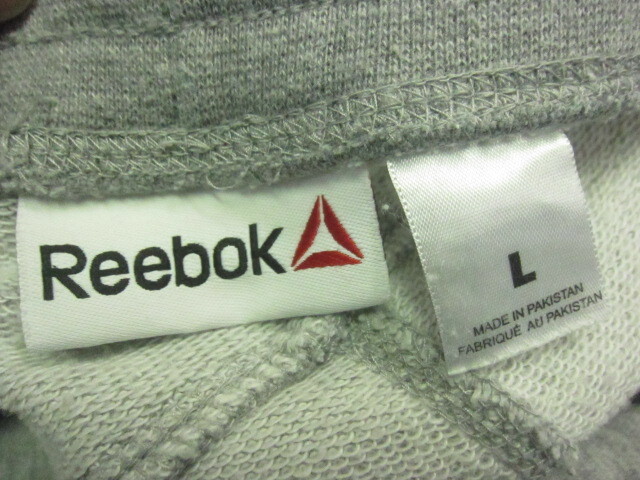 Reebok
L
MADE IN PAKISTAN
FABRIQUÉ AU PAKISTAN